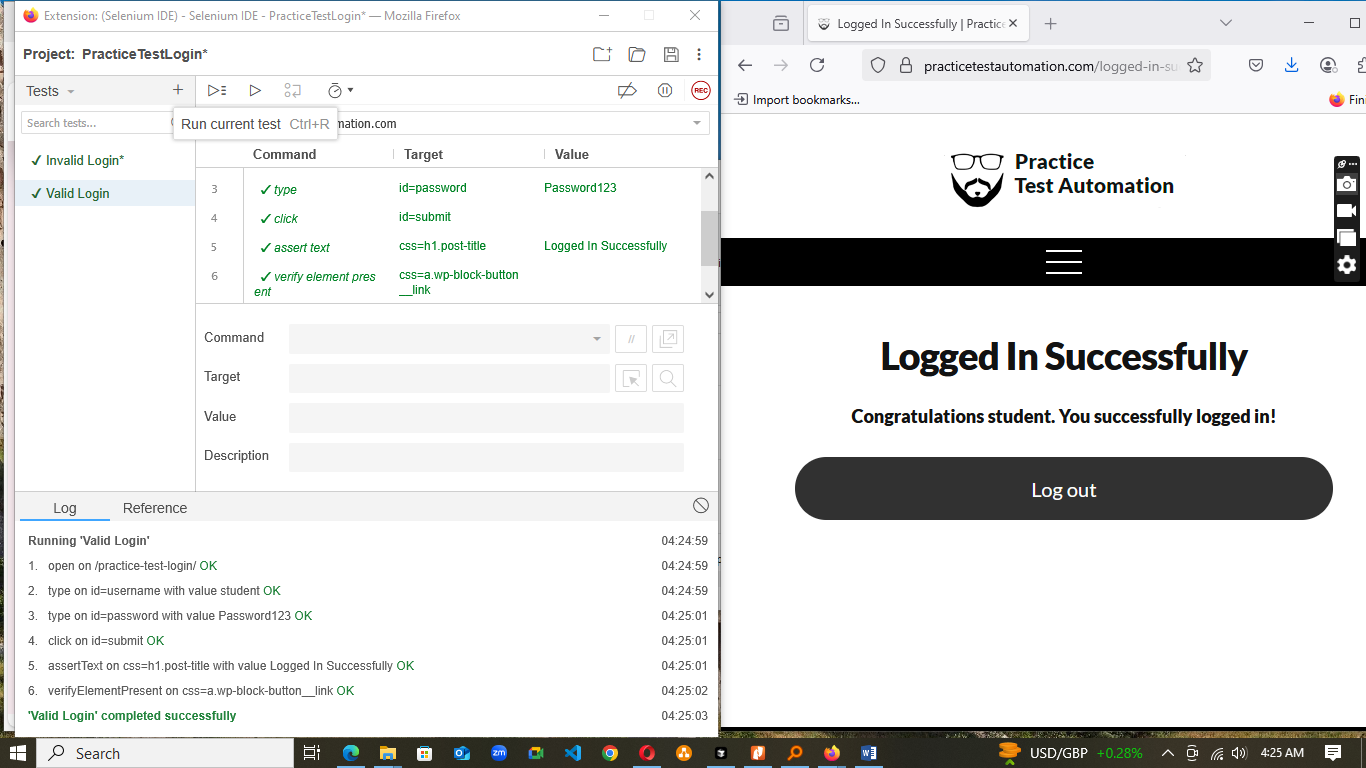 Extension: (Selenium IDE) - Selenium IDE - PracticeTestLogin* — Mozilla Firefox
Project: PracticeTestLogin*
Tests
REC
Search tests...
Run current test Ctrl+R
mation.com
Command Target Value
Invalid Login*
Valid Login
3 ✓ type id=password Password123
4 ✓ click id=submit
5 ✓ assert text css=h1.post-title Logged In Successfully
6 ✓ verify element pres
ent
css=a.wp-block-button
__link
Command
//
Target
Value
Description
Log Reference
Running 'Valid Login' 04:24:59
1. open on /practice-test-login/ OK 04:24:59
2. type on id=username with value student OK 04:24:59
3. type on id=password with value Password123 OK 04:25:01
4. click on id=submit OK 04:25:01
5. assertText on css=h1.post-title with value Logged In Successfully OK 04:25:01
6. verifyElementPresent on css=a.wp-block-button__link OK 04:25:02
'Valid Login' completed successfully 04:25:03
Logged In Successfully | Practice
practicetestautomation.com/logged-in-su
Import bookmarks...
Fin
Practice
Test Automation
Logged In Successfully
Congratulations student. You successfully logged in!
Log out
Search
zm
USD/GBP +0.28%
4:25 AM